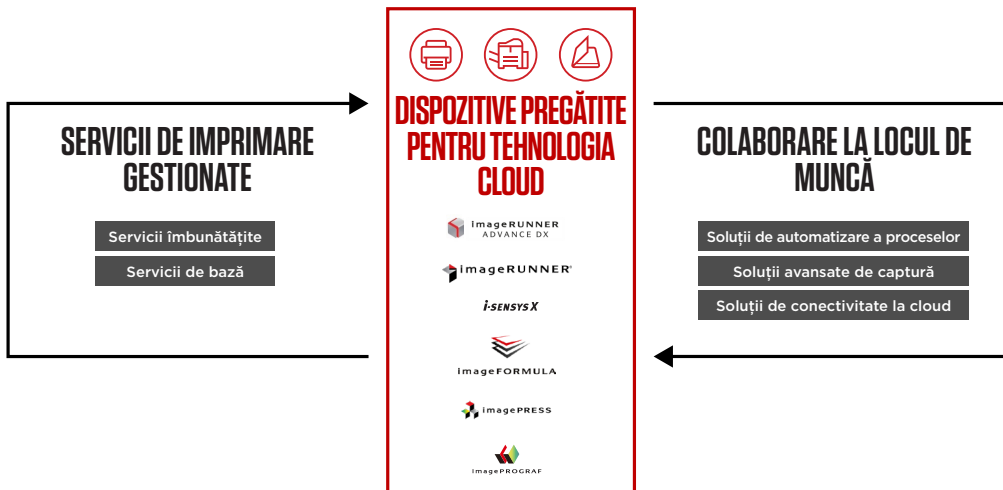 SERVICII DE IMPRIMARE
GESTIONATE
Servicii îmbunătățite
Servicii de bază
DISPOZITIVE PREGĂTITE
PENTRU TEHNOLOGIA
CLOUD
imageRUNNER
ADVANCE DX
imageRUNNER®
i-SENSYS X
imageFORMULA
imagePRESS
imagePROGRAF
COLABORARE LA LOCUL DE
MUNCĂ
Soluții de automatizare a proceselor
Soluții avansate de captură
Soluții de conectivitate la cloud